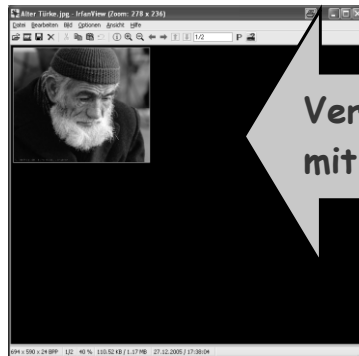 Alter Türke.jpg - IrfanView (Zoom: 278 x 236)
Datei Bearbeiten Bild Optionen Ansicht Hilfe
1/2
P
Ver
mit
694 x 590 x 24 BPP 1/2 40 % 110.52 KB / 1.17 MB 27.12.2005 / 17:38:04